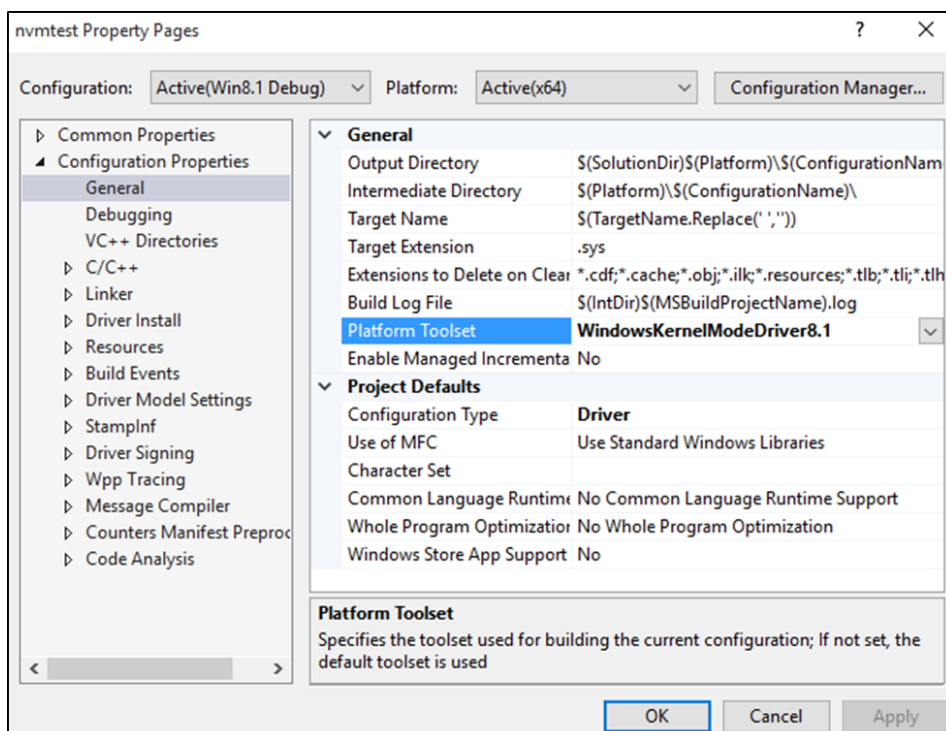 nvmtest Property Pages
Configuration: Active(Win8.1 Debug) Platform: Active(x64) Configuration Manager...
Common Properties
Configuration Properties
General
Debugging
VC++ Directories
C/C++
Linker
Driver Install
Resources
Build Events
Driver Model Settings
StampInf
Driver Signing
Wpp Tracing
Message Compiler
Counters Manifest Preproc
Code Analysis
General
Output Directory $(SolutionDir)$(Platform)\$(ConfigurationNam
Intermediate Directory $(Platform)\$(ConfigurationName)\
Target Name $(TargetName.Replace(' ',''))
Target Extension .sys
Extensions to Delete on Clear *.cdf;*.cache;*.obj;*.ilk;*.resources;*.tlb;*.tli;*.tlh
Build Log File $(IntDir)$(MSBuildProjectName).log
Platform Toolset WindowsKernelModeDriver8.1
Enable Managed Incrementa No
Project Defaults
Configuration Type Driver
Use of MFC Use Standard Windows Libraries
Character Set
Common Language Runtime No Common Language Runtime Support
Whole Program Optimization No Whole Program Optimization
Windows Store App Support No
Platform Toolset
Specifies the toolset used for building the current configuration; If not set, the
default toolset is used
OK Cancel Apply